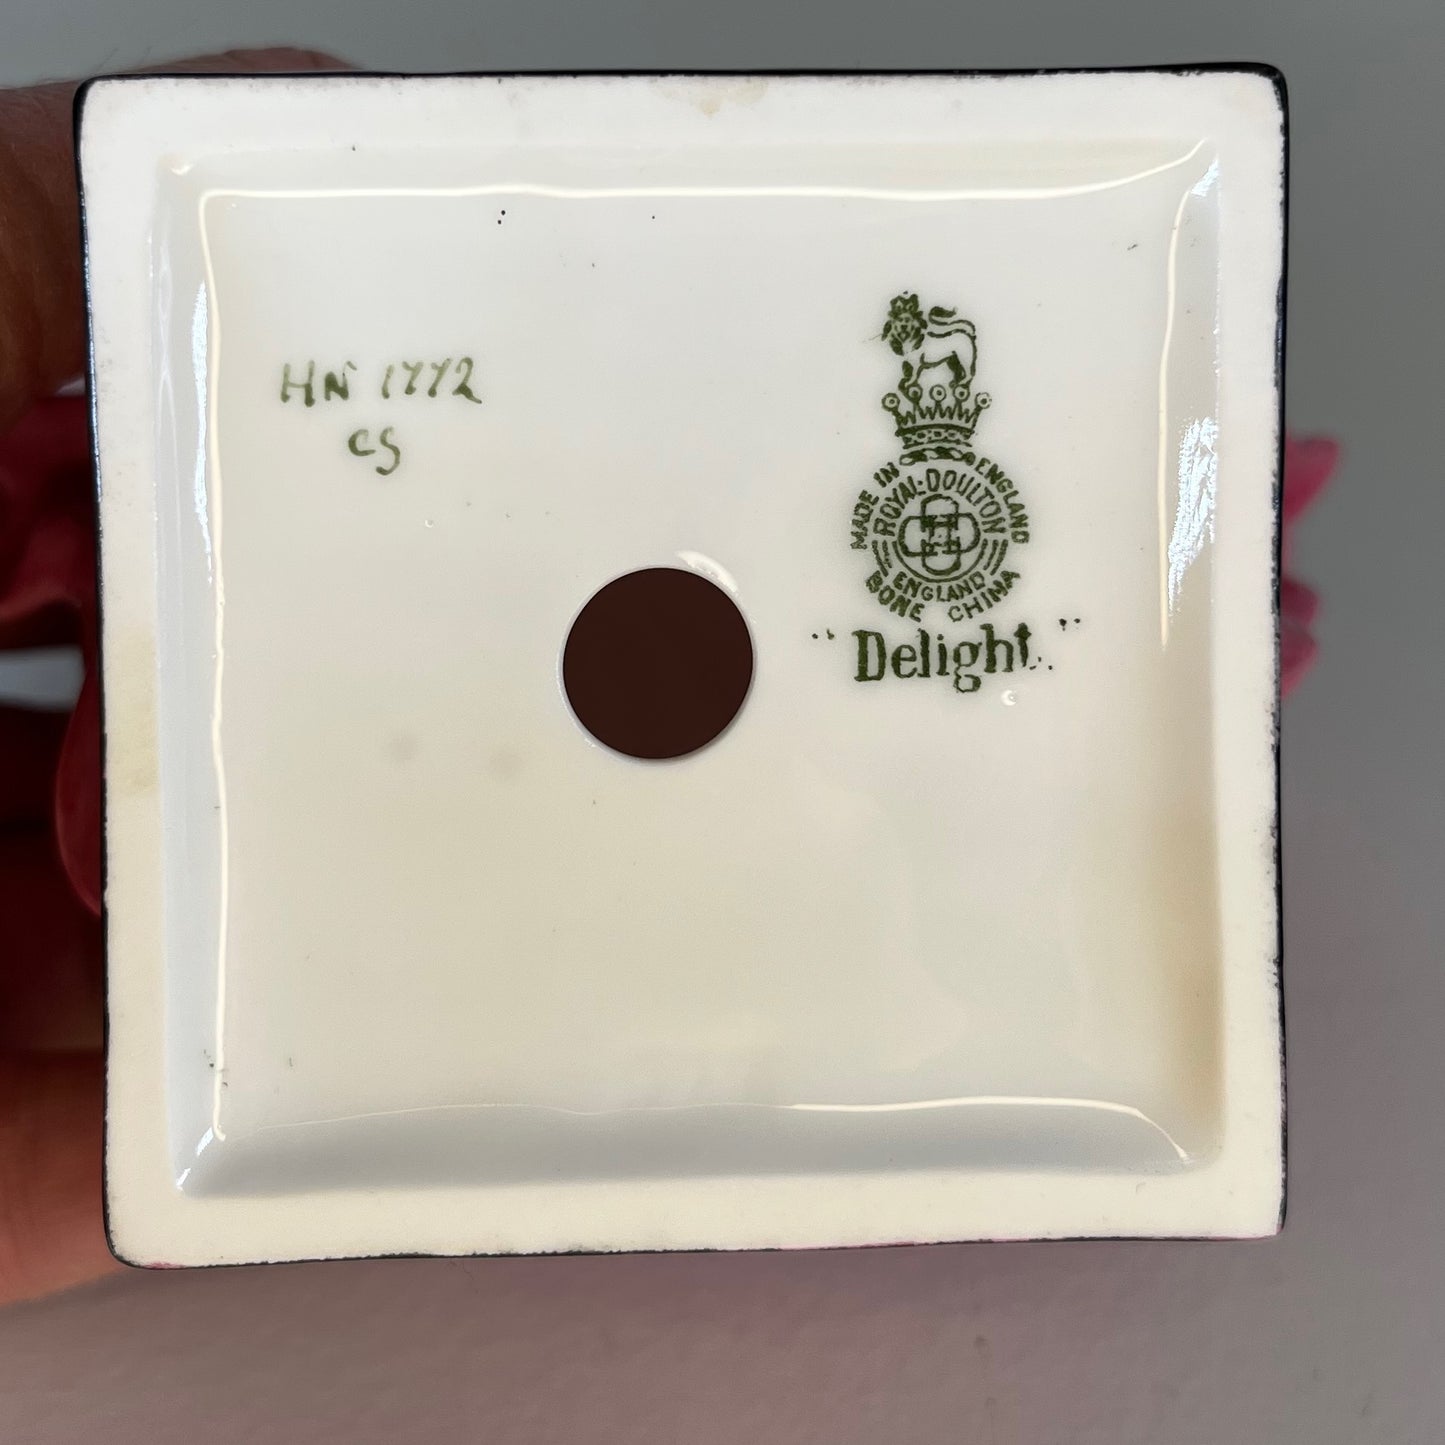 HN 1772
CS
MADE IN ENGLAND
ROYAL·DOULTON
ENGLAND
BONE CHINA
"Delight."